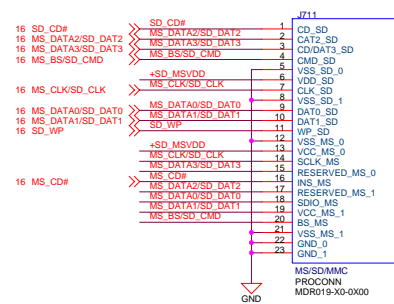 J711
16 SD_CD# SD_CD# 1 CD_SD
16 MS_DATA2/SD_DAT2 MS_DATA2/SD_DAT2 2 CAT2_SD
16 MS_DATA3/SD_DAT3 MS_DATA3/SD_DAT3 3 CD/DAT3_SD
16 MS_BS/SD_CMD MS_BS/SD_CMD 4 CMD_SD
5 VSS_SD_0
+SD_MSVDD 6 VDD_SD
16 MS_CLK/SD_CLK MS_CLK/SD_CLK 7 CLK_SD
8 VSS_SD_1
16 MS_DATA0/SD_DAT0 MS_DATA0/SD_DAT0 9 DAT0_SD
16 MS_DATA1/SD_DAT1 MS_DATA1/SD_DAT1 10 DAT1_SD
16 SD_WP SD_WP 11 WP_SD
12 VSS_MS_0
+SD_MSVDD 13 VCC_MS_0
MS_CLK/SD_CLK 14 SCLK_MS
MS_DATA3/SD_DAT3 15 RESERVED_MS_0
16 MS_CD# MS_CD# 16 INS_MS
MS_DATA2/SD_DAT2 17 RESERVED_MS_1
MS_DATA0/SD_DAT0 18 SDIO_MS
MS_DATA1/SD_DAT1 19 VCC_MS_1
MS_BS/SD_CMD 20 BS_MS
21 VSS_MS_1
22 GND_0
23 GND_1
GND
MS/SD/MMC
PROCONN
MDR019-X0-0X00